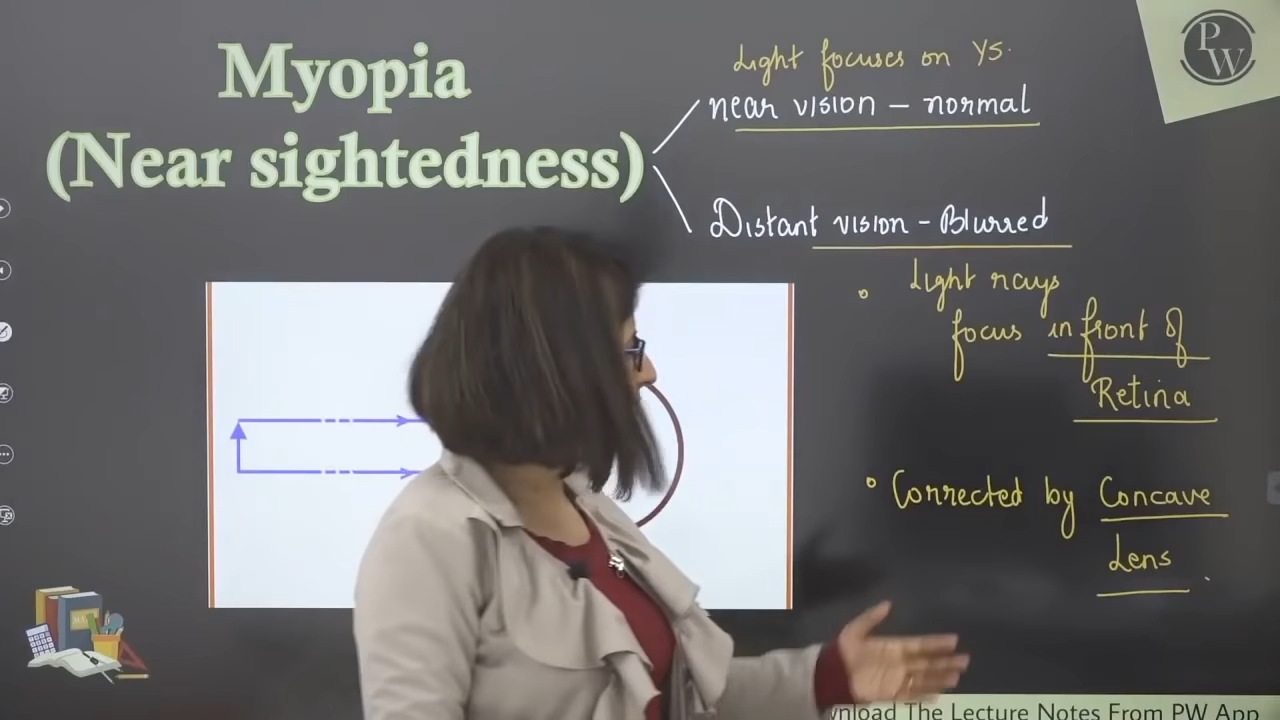 Myopia
(Near sightedness)
Light focuses on YS.
near vision – normal
Distant vision – Blurred
Light rays
focus in front of
Retina
Corrected by Concave
Lens
PW
Download The Lecture Notes From PW App